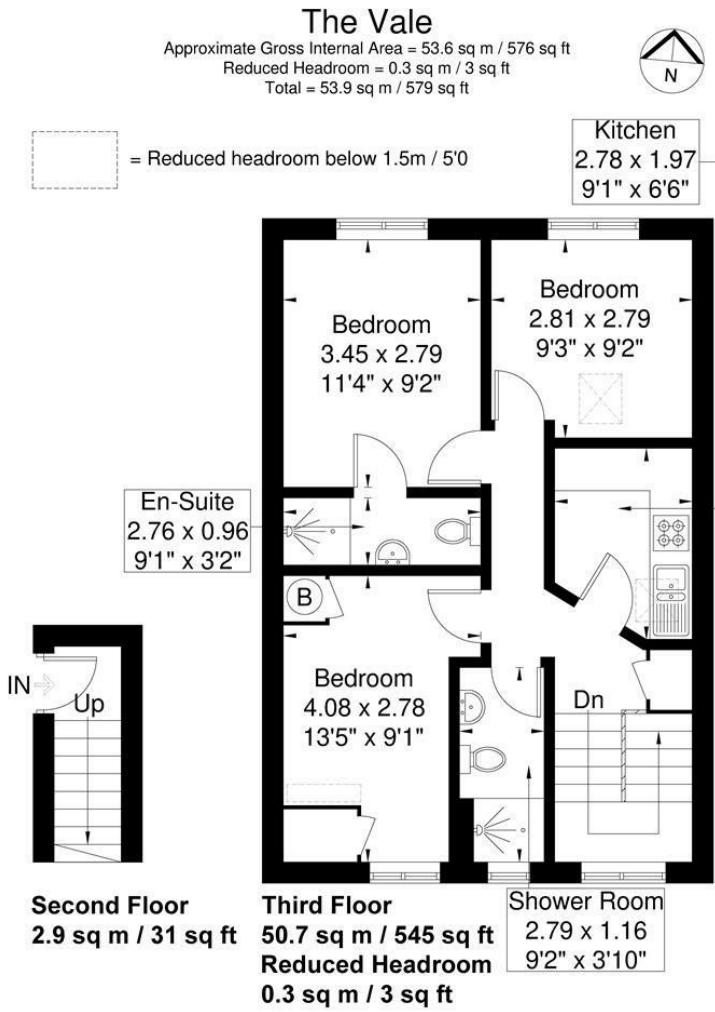 The Vale
Approximate Gross Internal Area = 53.6 sq m / 576 sq ft
Reduced Headroom = 0.3 sq m / 3 sq ft
Total = 53.9 sq m / 579 sq ft
N
= Reduced headroom below 1.5m / 5'0
Kitchen
2.78 x 1.97
9'1" x 6'6"
Bedroom
3.45 x 2.79
11'4" x 9'2"
Bedroom
2.81 x 2.79
9'3" x 9'2"
En-Suite
2.76 x 0.96
9'1" x 3'2"
B
Bedroom
4.08 x 2.78
13'5" x 9'1"
IN
Up
Dn
Second Floor
2.9 sq m / 31 sq ft
Third Floor
50.7 sq m / 545 sq ft
Reduced Headroom
0.3 sq m / 3 sq ft
Shower Room
2.79 x 1.16
9'2" x 3'10"